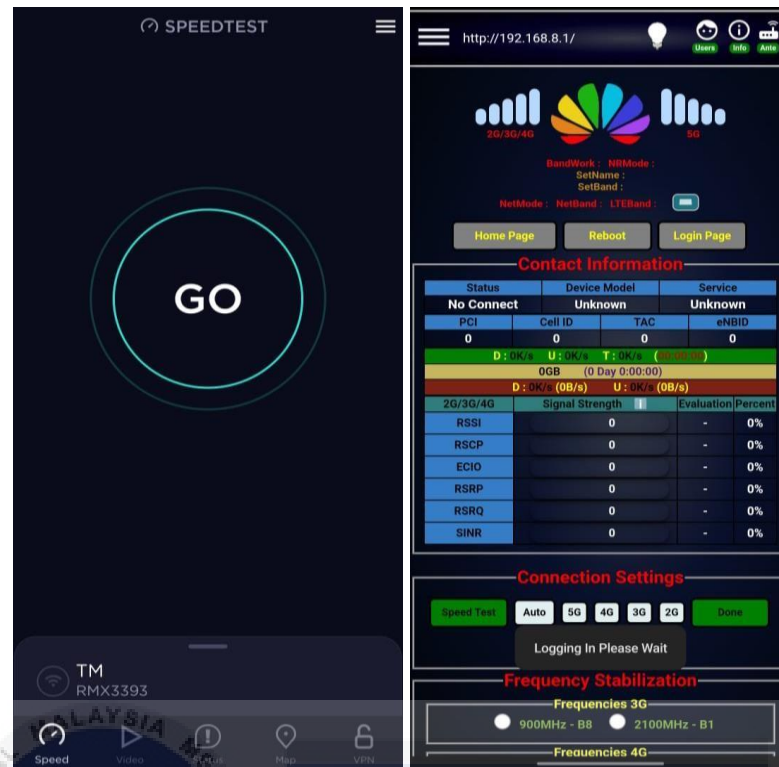 SPEEDTEST
GO
TM
RMX3393
MALAYSIA
Speed
Video
Status
Map
VPN
http://192.168.8.1/
Users
Info
Ante
2G/3G/4G
5G
BandWork : NRMode :
SetName :
SetBand :
NetMode : NetBand : LTEBand :
Home Page Reboot Login Page
Contact Information
Status Device Model Service
No Connect Unknown Unknown
PCI Cell ID TAC eNBID
0 0 0 0
D : 0K/s U : 0K/s T : 0K/s (00:00:00)
0GB (0 Day 0:00:00)
D : 0K/s (0B/s) U : 0K/s (0B/s)
2G/3G/4G Signal Strength Evaluation Percent
RSSI 0 - 0%
RSCP 0 - 0%
ECIO 0 - 0%
RSRP 0 - 0%
RSRQ 0 - 0%
SINR 0 - 0%
Connection Settings
Speed Test Auto 5G 4G 3G 2G Done
Logging In Please Wait
Frequency Stabilization
Frequencies 3G
900MHz - B8 2100MHz - B1
Frequencies 4G